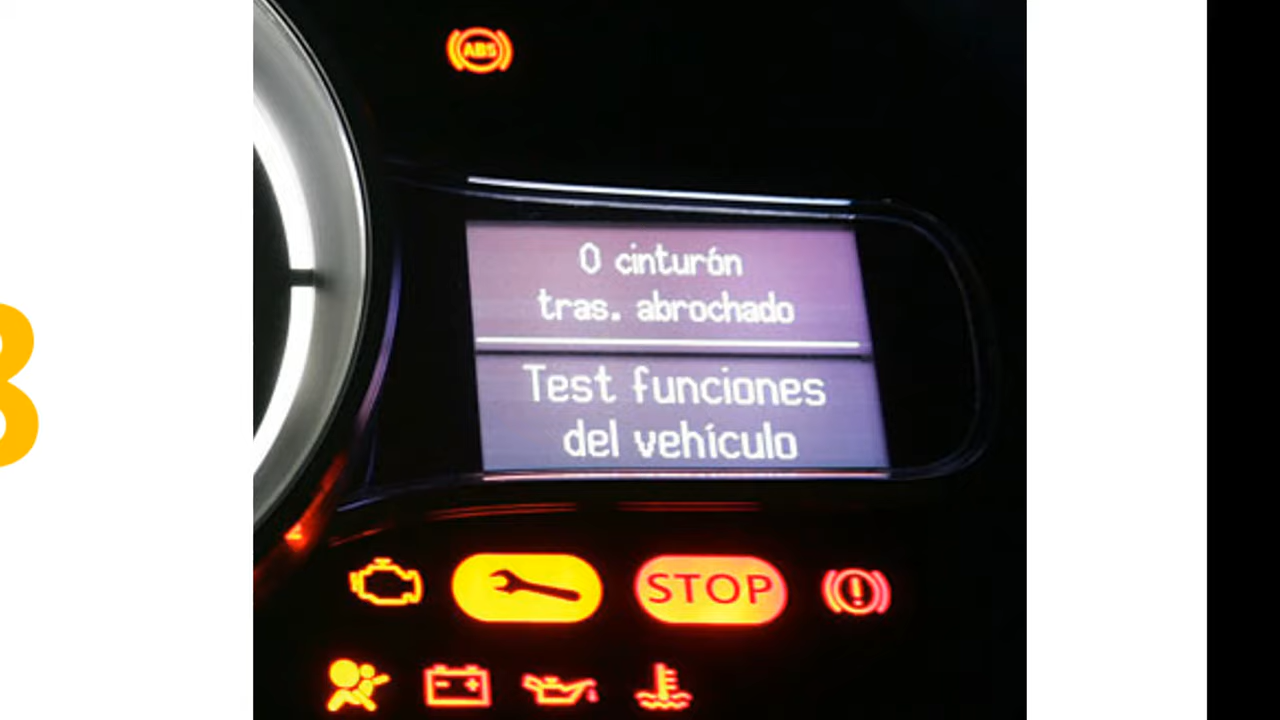 ABS
0 cinturón
tras. abrochado
Test funciones
del vehículo
STOP